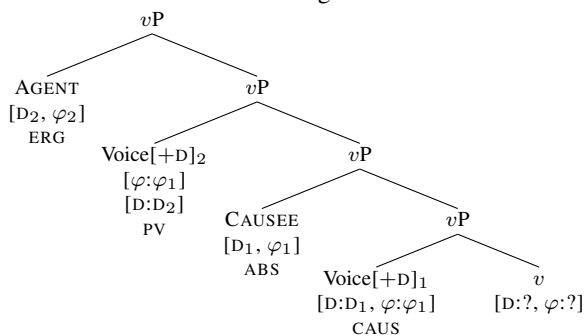 vP
AGENT
[D₂, φ₂]
ERG
vP
Voice[+D]₂
[φ:φ₁]
[D:D₂]
PV
vP
CAUSEE
[D₁, φ₁]
ABS
vP
Voice[+D]₁
[D:D₁, φ:φ₁]
CAUS
v
[D:?, φ:?]